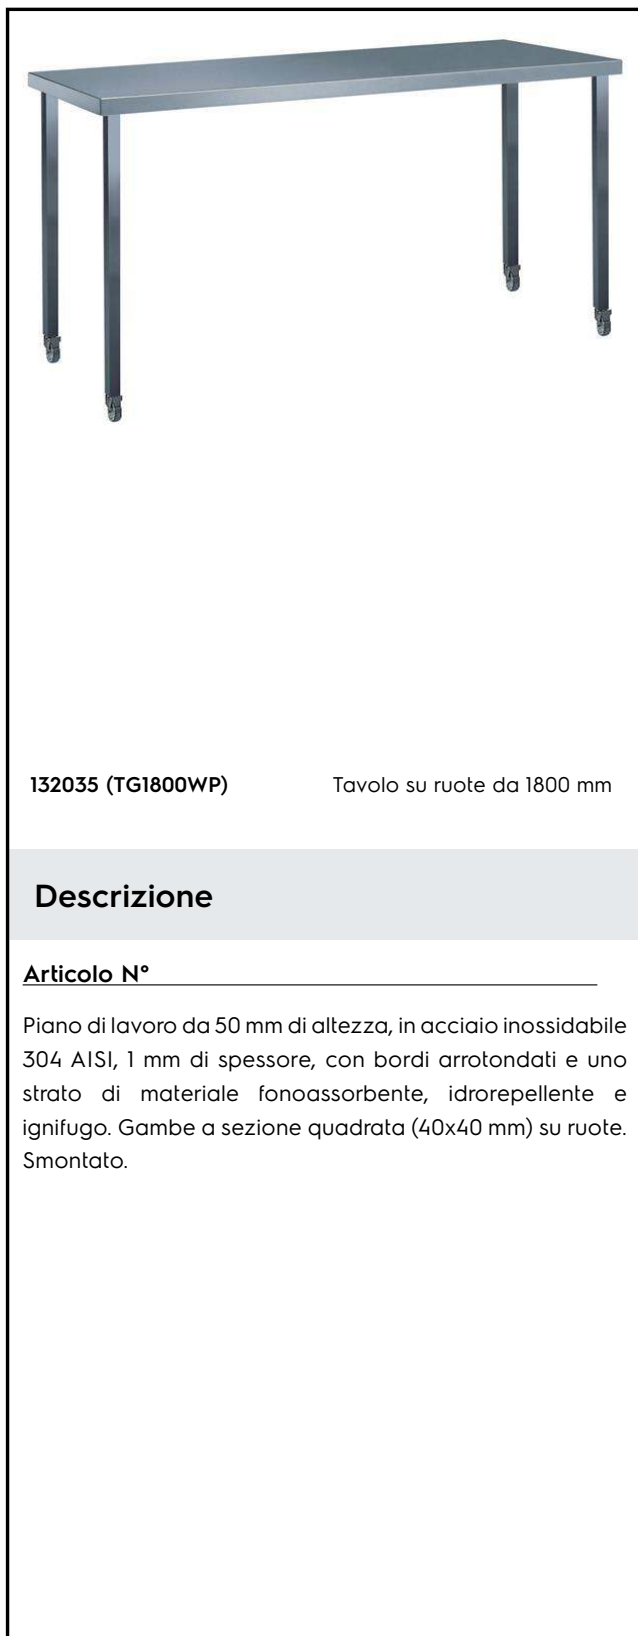 132035 (TG1800WP) Tavolo su ruote da 1800 mm
Descrizione
Articolo N°
Piano di lavoro da 50 mm di altezza, in acciaio inossidabile
304 AISI, 1 mm di spessore, con bordi arrotondati e uno
strato di materiale fonoassorbente, idrorepellente e
ignifugo. Gambe a sezione quadrata (40x40 mm) su ruote.
Smontato.